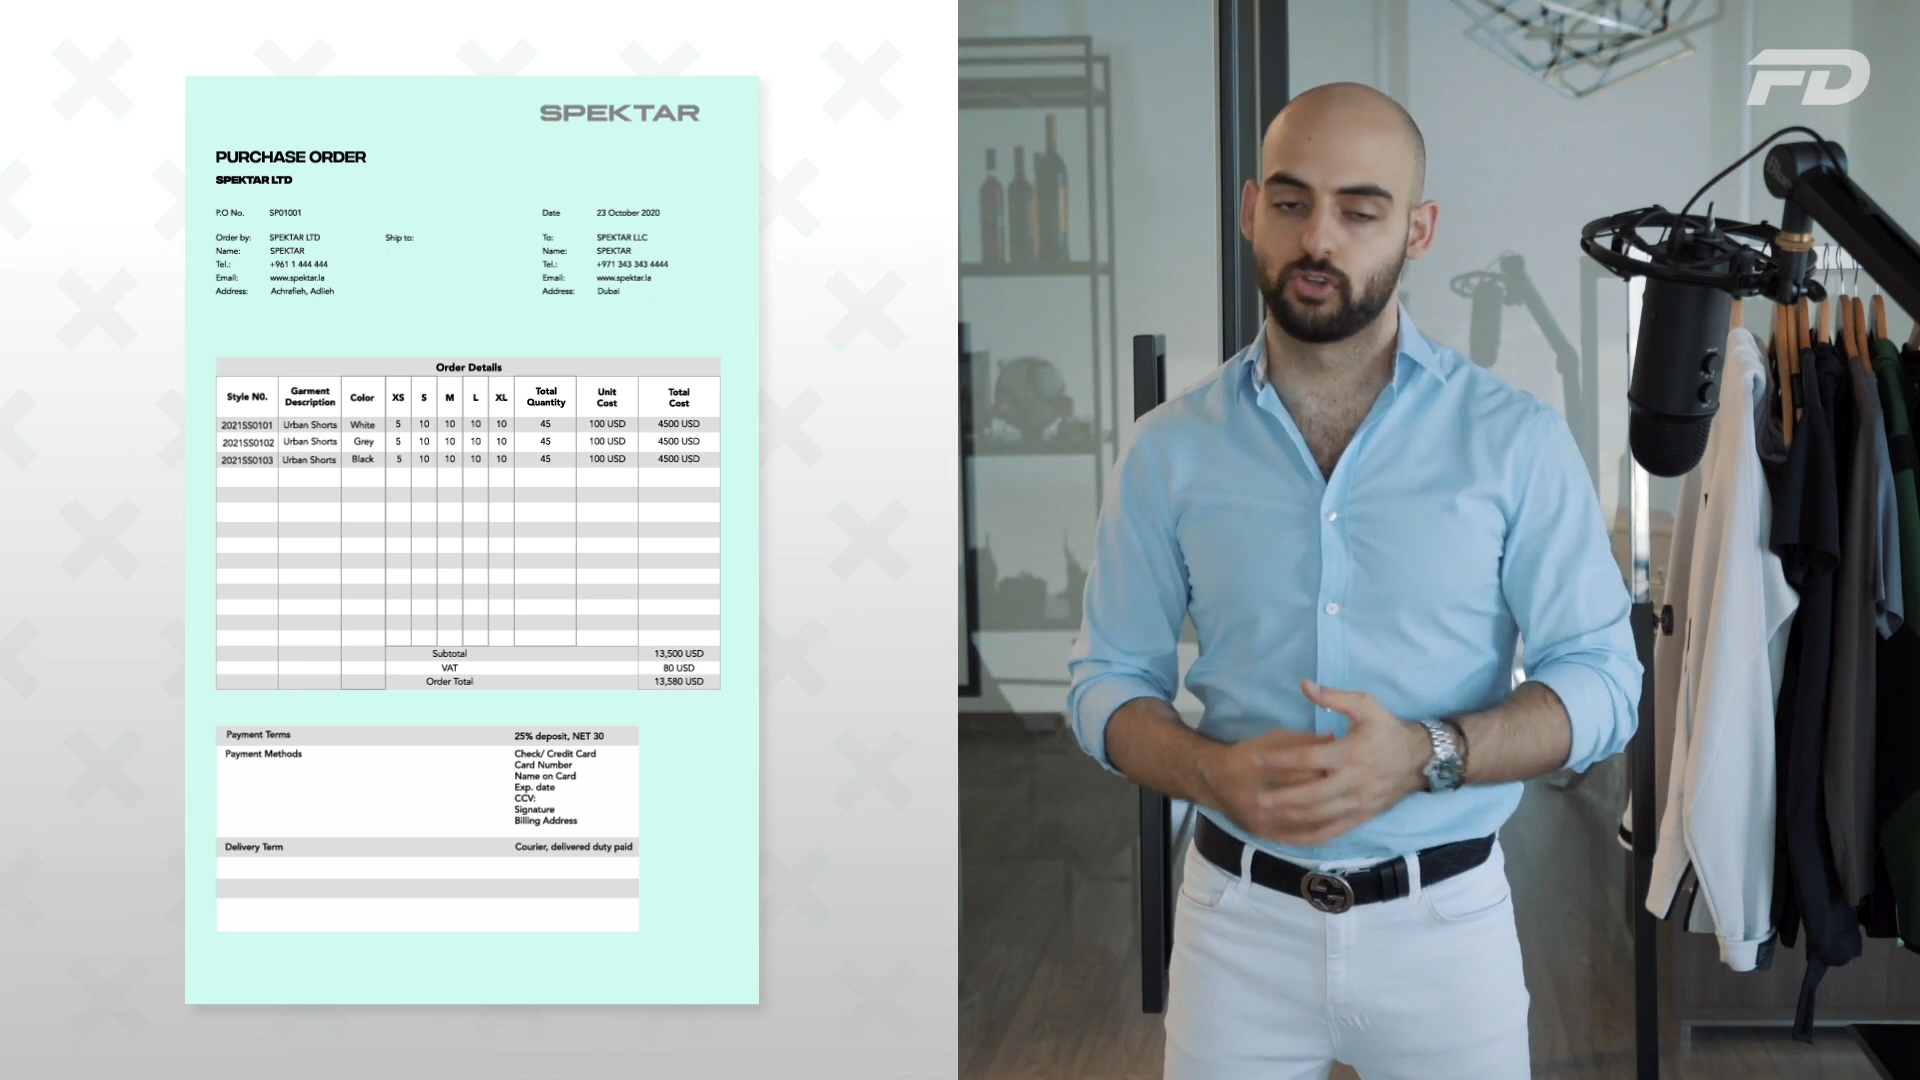 SPEKTAR
FD
PURCHASE ORDER
SPEKTAR LTD
P.O No. SP01001 Date 23 October 2020
Order by: SPEKTAR LTD Ship to: To: SPEKTAR LLC
Name: SPEKTAR Name: SPEKTAR
Tel.: +961 1 444 444 Tel.: +971 343 343 4444
Email: www.spektar.la Email: www.spektar.la
Address: Achrafieh, Adlieh Address: Dubai
Order Details
Style N0. Garment Description Color XS S M L XL Total Quantity Unit Cost Total Cost
2021SS0101 Urban Shorts White 5 10 10 10 10 45 100 USD 4500 USD
2021SS0102 Urban Shorts Grey 5 10 10 10 10 45 100 USD 4500 USD
2021SS0103 Urban Shorts Black 5 10 10 10 10 45 100 USD 4500 USD
Subtotal 13,500 USD
VAT 80 USD
Order Total 13,580 USD
Payment Terms 25% deposit, NET 30
Payment Methods Check/ Credit Card
Card Number
Name on Card
Exp. date
CCV:
Signature
Billing Address
Delivery Term Courier, delivered duty paid
Blue